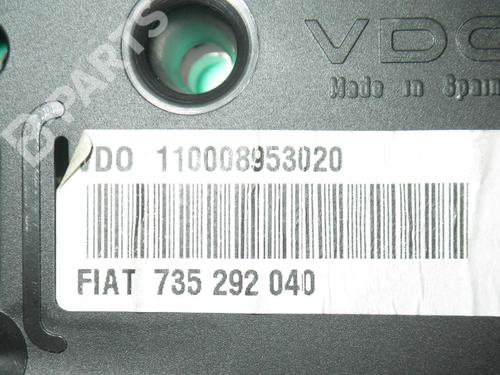 B-PARTS
VDO
Made in Spain
VDO 110008953020
FIAT 735 292 040